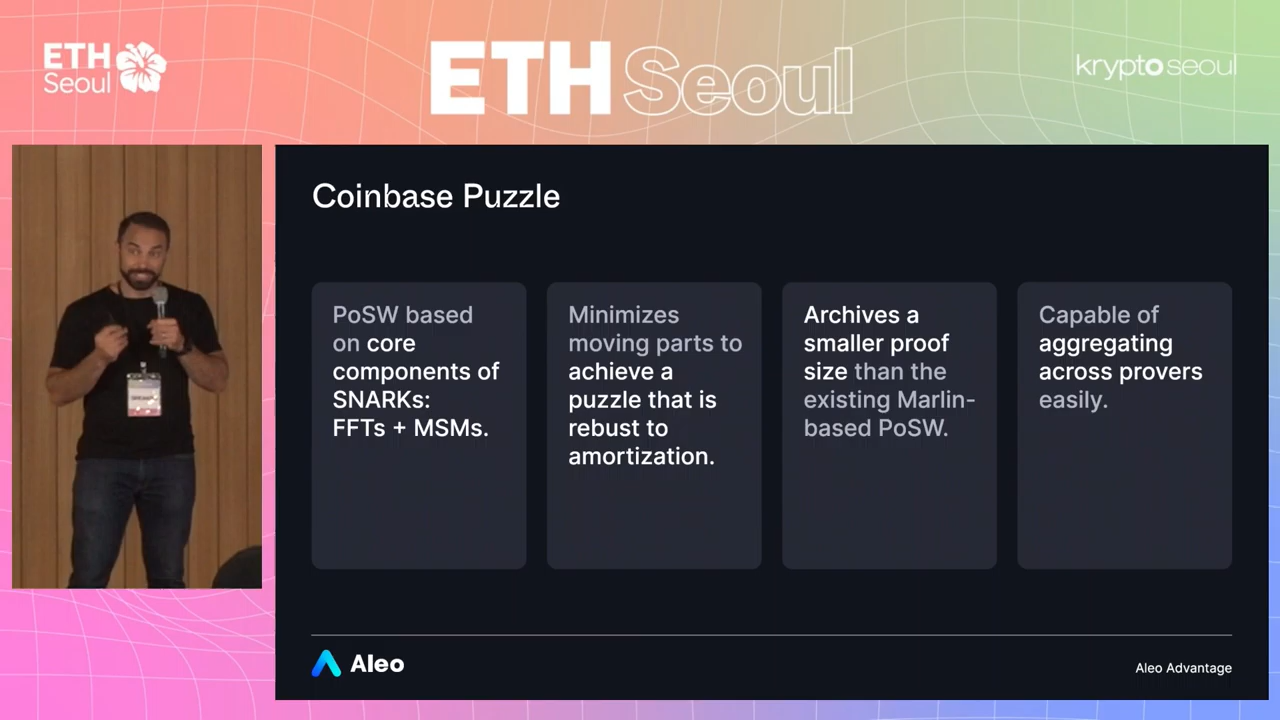 ETH
Seoul
ETH Seoul
krypto seoul
Coinbase Puzzle
PoSW based
on core
components of
SNARKs:
FFTs + MSMs.
Minimizes
moving parts to
achieve a
puzzle that is
rebust to
amortization.
Archives a
smaller proof
size than the
existing Marlin-
based PoSW.
Capable of
aggregating
across provers
easily.
Aleo
Aleo Advantage